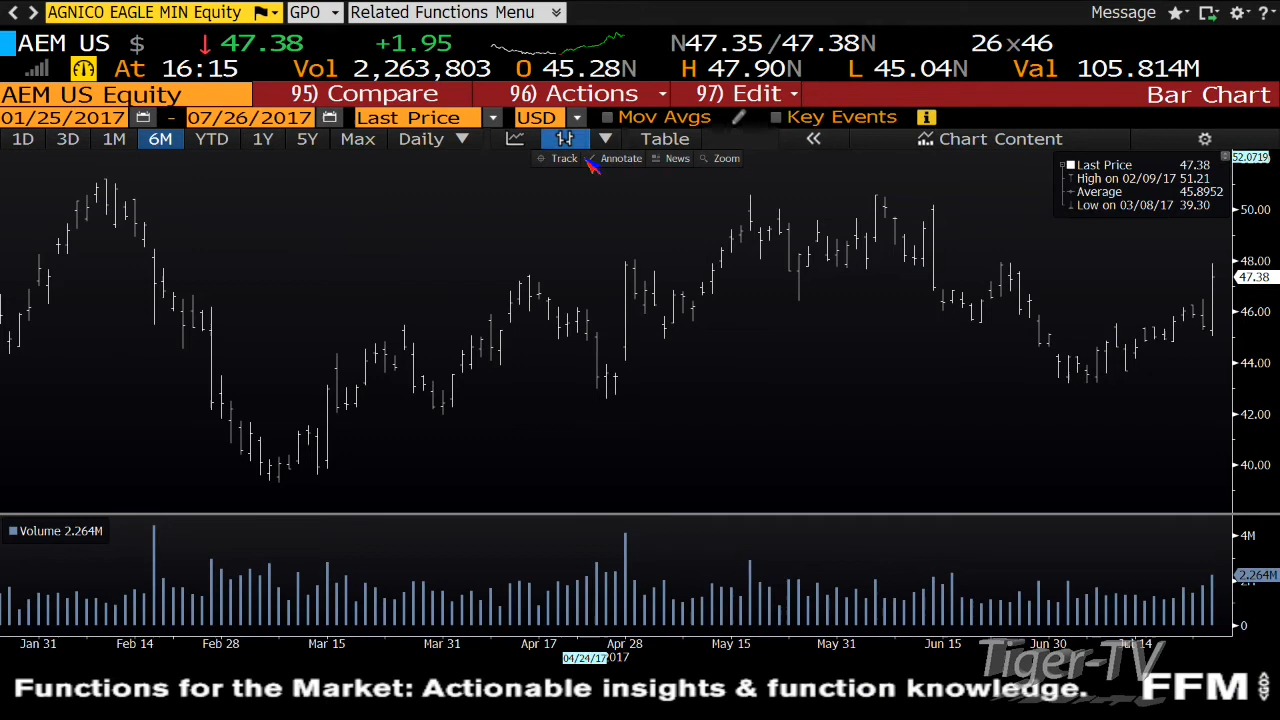 AGNICO EAGLE MIN Equity GPO Related Functions Menu Message
AEM US $ 47.38 +1.95 N47.35/47.38N 26x46
At 16:15 Vol 2,263,803 O 45.28N H 47.90N L 45.04N Val 105.814M
AEM US Equity 95) Compare 96) Actions 97) Edit Bar Chart
01/25/2017 - 07/26/2017 Last Price USD Mov Avgs Key Events
1D 3D 1M 6M YTD 1Y 5Y Max Daily Table Chart Content
Track Annotate News Zoom
52.0719
Last Price 47.38
High on 02/09/17 51.21
Average 45.8952
Low on 03/08/17 39.30
50.00
48.00
47.38
46.00
44.00
42.00
40.00
Volume 2.264M
4M
2.264M
0
Jan 31 Feb 14 Feb 28 Mar 15 Mar 31 Apr 17 Apr 28 May 15 May 31 Jun 15 Jun 30 Jul 14
04/24/17 2017
Tiger-TV
Functions for the Market: Actionable insights & function knowledge. FFM